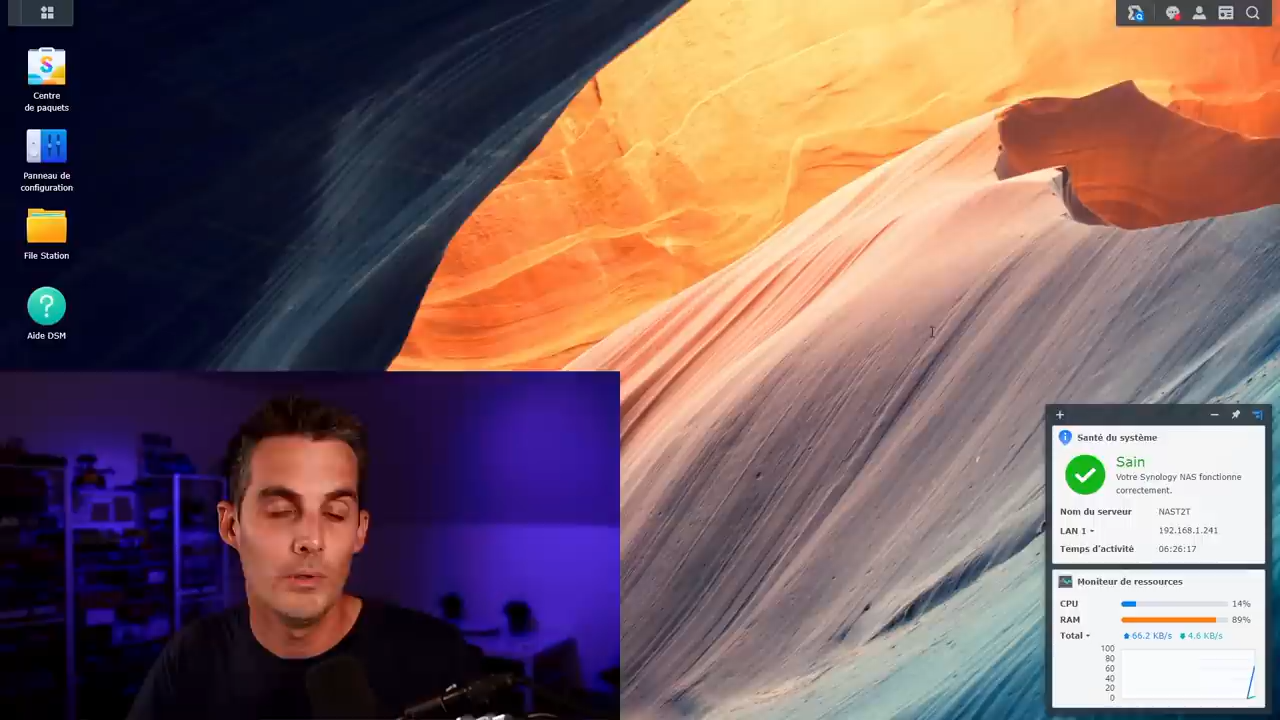 Centre
de paquets
Panneau de
configuration
File Station
Aide DSM
Santé du système
Sain
Votre Synology NAS fonctionne
correctement.
Nom du serveur NAST2T
LAN 1 192.168.1.241
Temps d'activité 06:26:17
Moniteur de ressources
CPU 14%
RAM 89%
Total 66.2 KB/s 4.6 KB/s
100
80
60
40
20
0